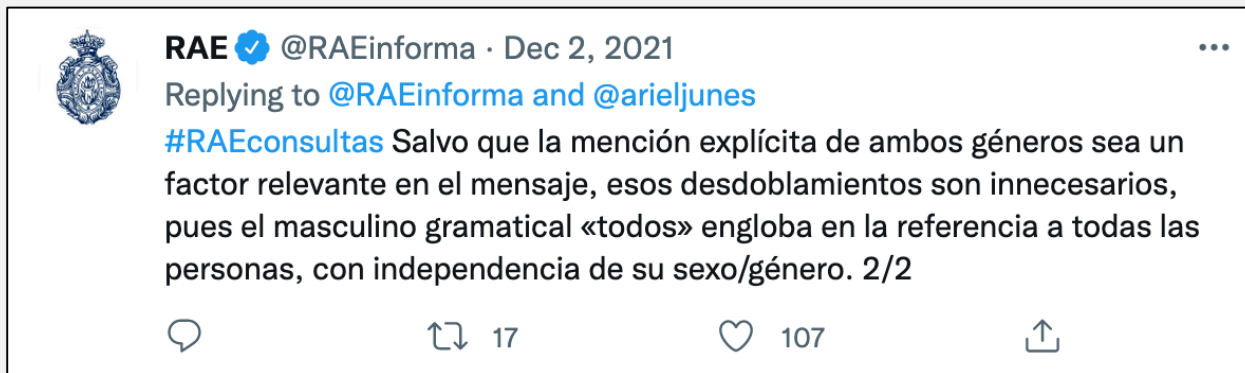 RAE @RAEinforma · Dec 2, 2021
Replying to @RAEinforma and @arieljunes
#RAEconsultas Salvo que la mención explícita de ambos géneros sea un
factor relevante en el mensaje, esos desdoblamientos son innecesarios,
pues el masculino gramatical «todos» engloba en la referencia a todas las
personas, con independencia de su sexo/género. 2/2
17 107